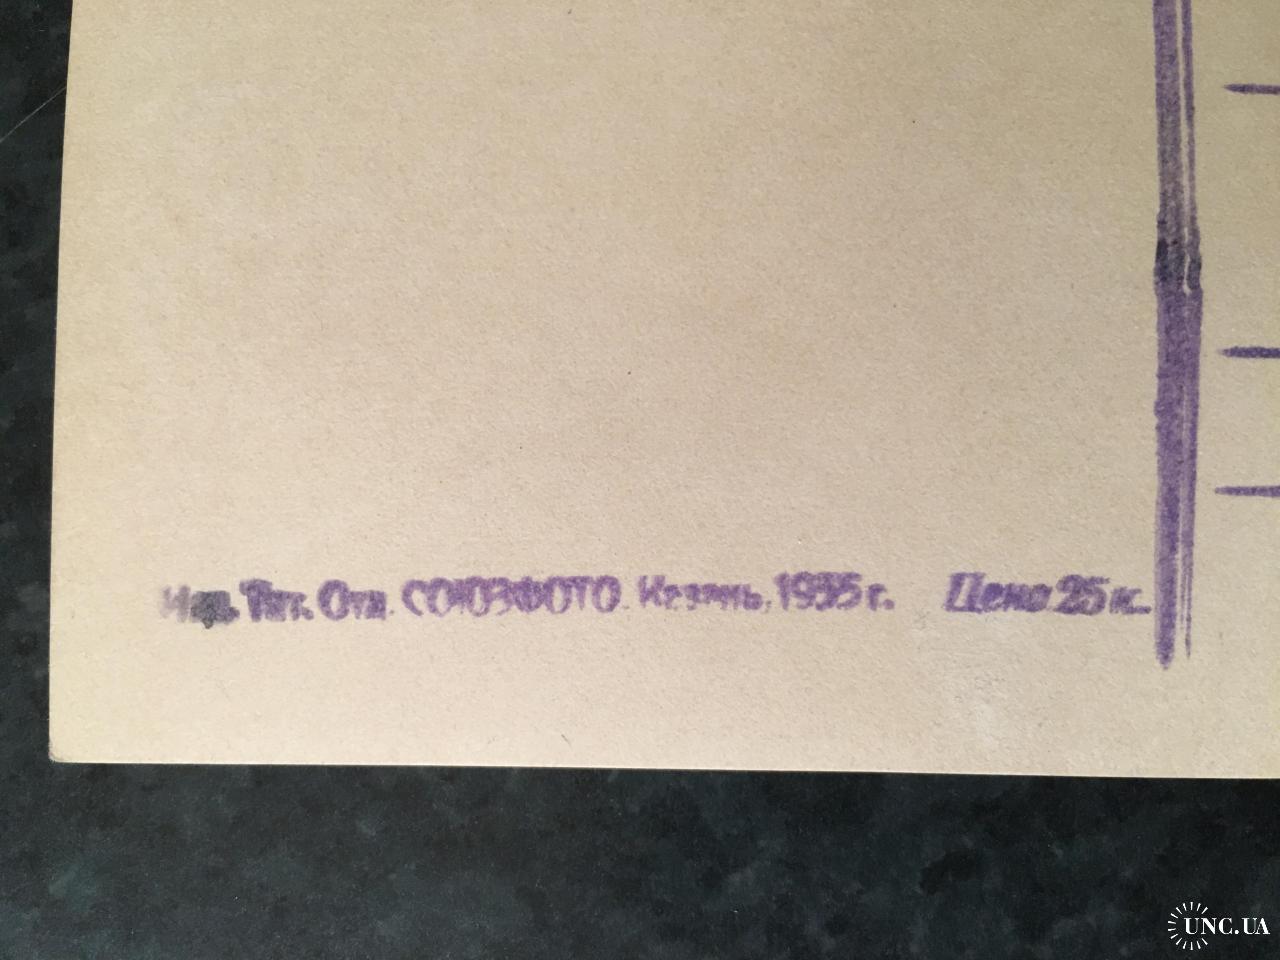 Изд. Тат. Отд. СОЮЗФОТО. Казань, 1935 г. Цена 25 к.
UNC.UA